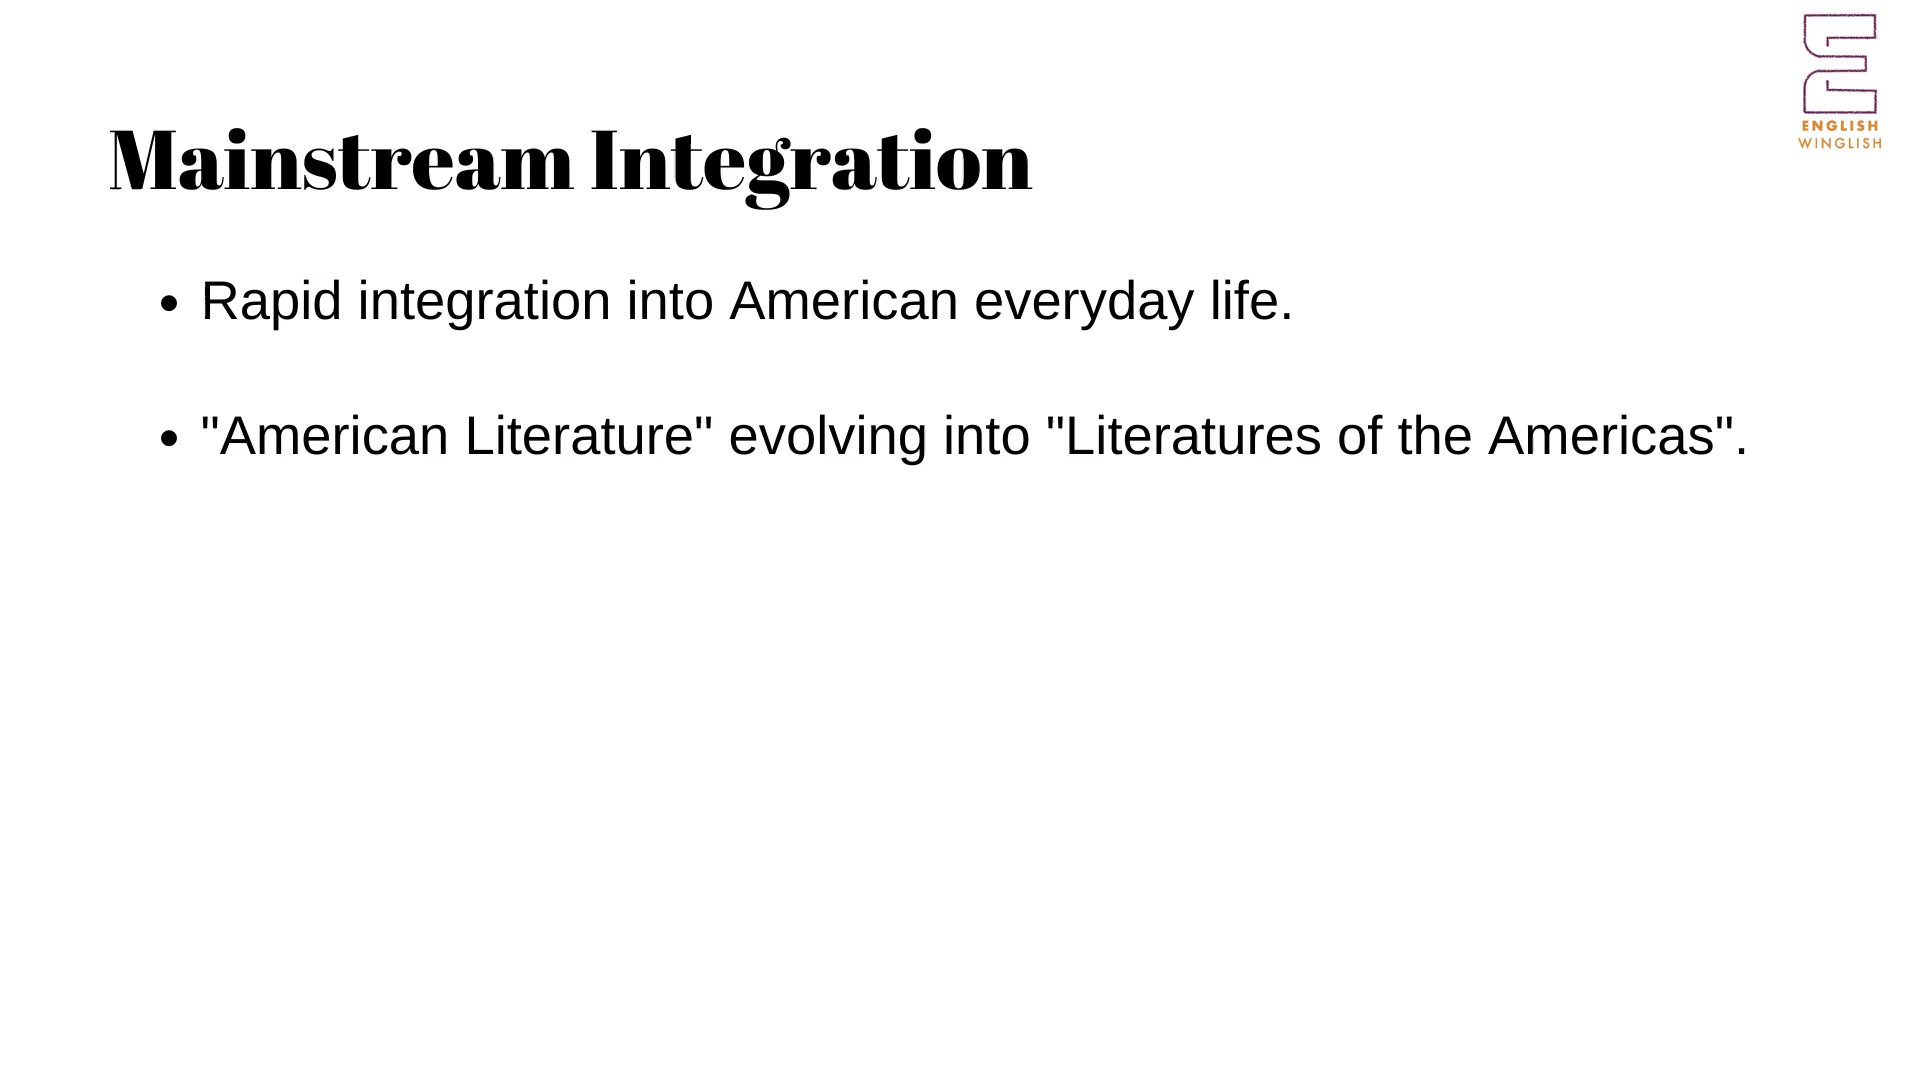 ENGLISH
WINGLISH
Mainstream Integration
• Rapid integration into American everyday life.
• "American Literature" evolving into "Literatures of the Americas".